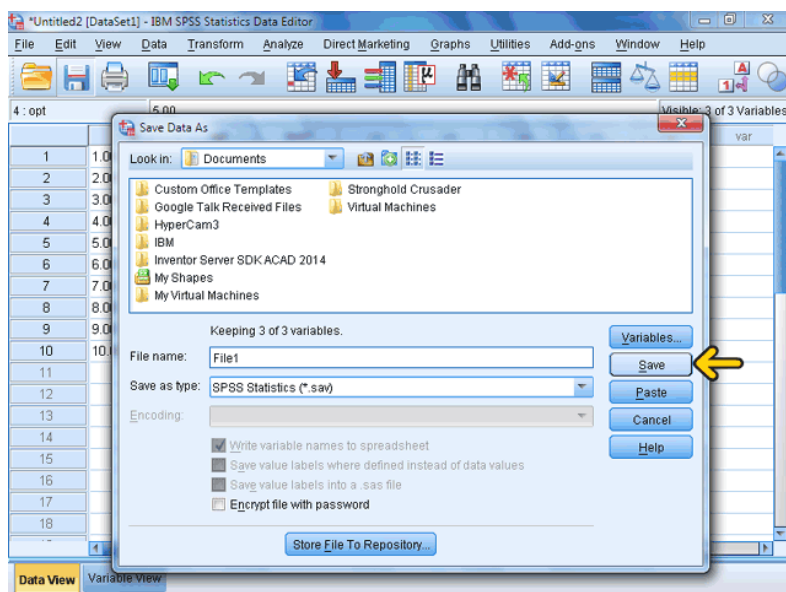 *Untitled2 [DataSet1] - IBM SPSS Statistics Data Editor
File Edit View Data Transform Analyze Direct Marketing Graphs Utilities Add-ons Window Help
4 : opt 5.00 Visible: 3 of 3 Variables
var
Save Data As
Look in: Documents
Custom Office Templates
Google Talk Received Files
HyperCam3
IBM
Inventor Server SDK ACAD 2014
My Shapes
My Virtual Machines
Stronghold Crusader
Virtual Machines
Keeping 3 of 3 variables.
File name: File1
Save as type: SPSS Statistics (*.sav)
Encoding:
Write variable names to spreadsheet
Save value labels where defined instead of data values
Save value labels into a .sas file
Encrypt file with password
Variables...
Save
Paste
Cancel
Help
Store File To Repository...
1 1.0
2 2.0
3 3.0
4 4.0
5 5.0
6 6.0
7 7.0
8 8.0
9 9.0
10 10.
11
12
13
14
15
16
17
18
Data View Variable View